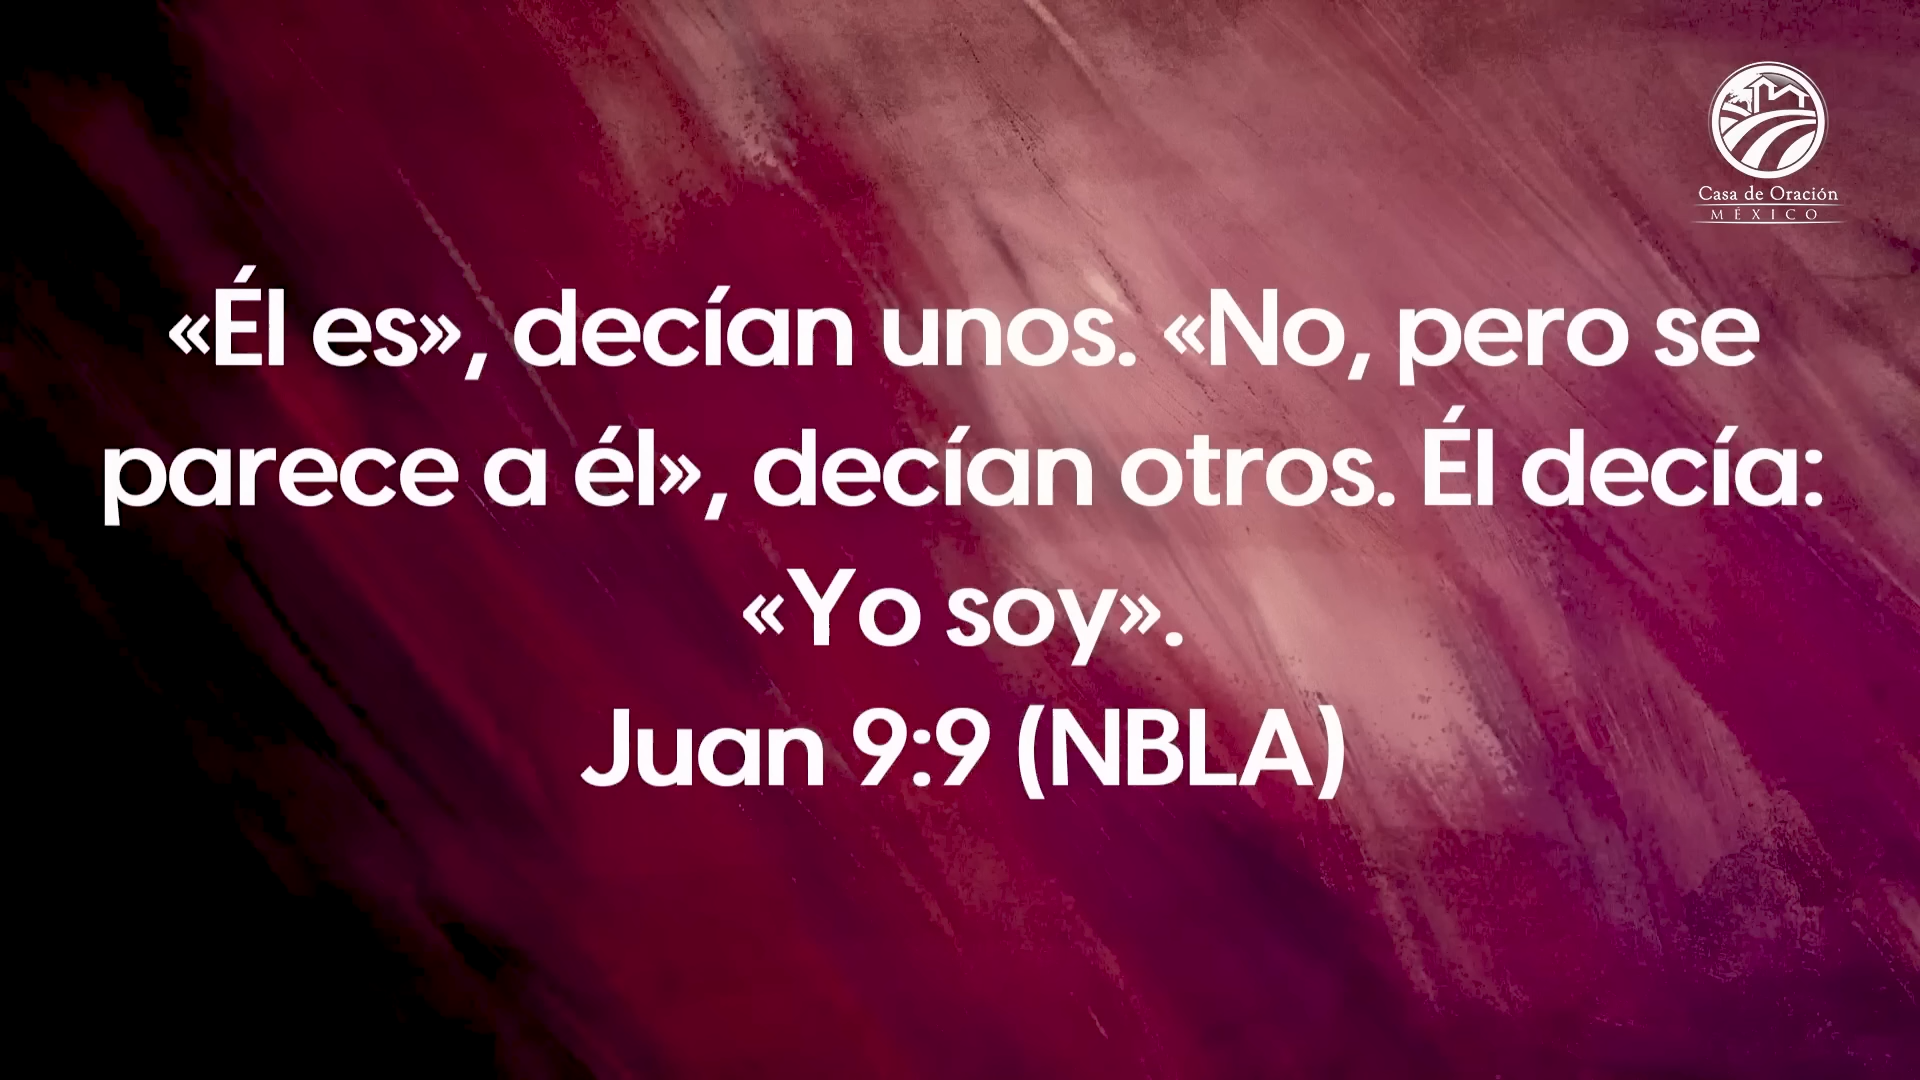 Casa de Oración
MÉXICO
«Él es», decían unos. «No, pero se
parece a él», decían otros. Él decía:
«Yo soy».
Juan 9:9 (NBLA)